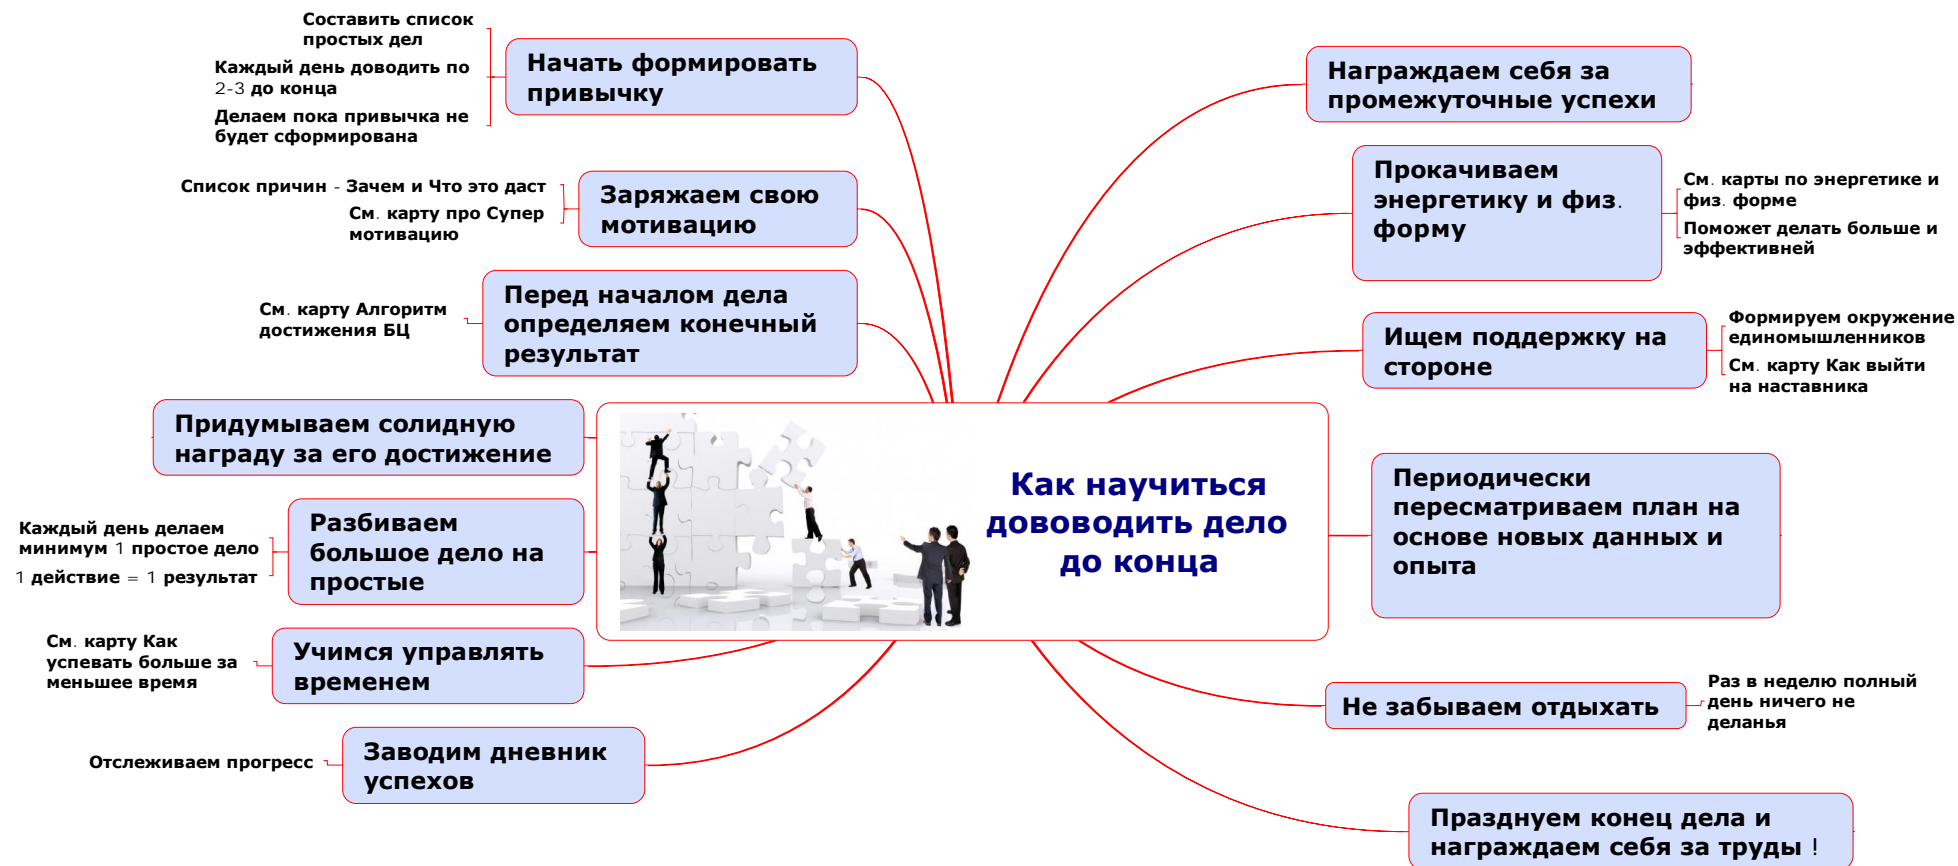 Составить список
простых дел
Каждый день доводить по
2-3 до конца
Делаем пока привычка не
будет сформирована
Начать формировать
привычку
Список причин - Зачем и Что это даст
См. карту про Супер
мотивацию
Заряжаем свою
мотивацию
См. карту Алгоритм
достижения БЦ
Перед началом дела
определяем конечный
результат
Придумываем солидную
награду за его достижение
Каждый день делаем
минимум 1 простое дело
1 действие = 1 результат
Разбиваем
большое дело на
простые
См. карту Как
успевать больше за
меньшее время
Учимся управлять
временем
Отслеживаем прогресс
Заводим дневник
успехов
Как научиться
дововодить дело
до конца
Награждаем себя за
промежуточные успехи
Прокачиваем
энергетику и физ.
форму
См. карты по энергетике и
физ. форме
Поможет делать больше и
эффективней
Ищем поддержку на
стороне
Формируем окружение
единомышленников
См. карту Как выйти
на наставника
Периодически
пересматриваем план на
основе новых данных и
опыта
Не забываем отдыхать
Раз в неделю полный
день ничего не
деланья
Празднуем конец дела и
награждаем себя за труды !